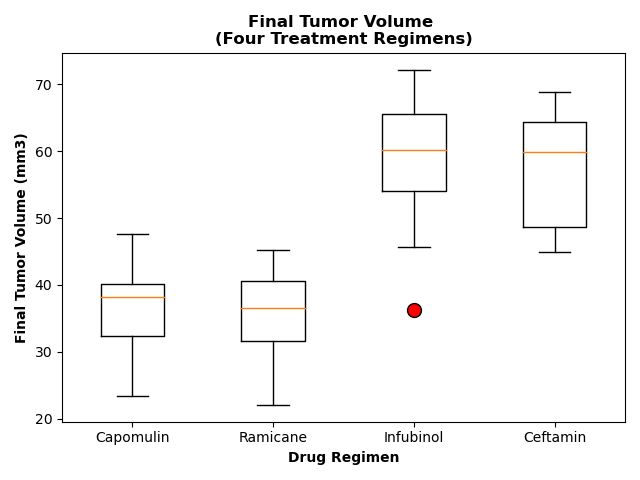 Final Tumor Volume
(Four Treatment Regimens)
Final Tumor Volume (mm3)
70
60
50
40
30
20
Capomulin Ramicane Infubinol Ceftamin
Drug Regimen